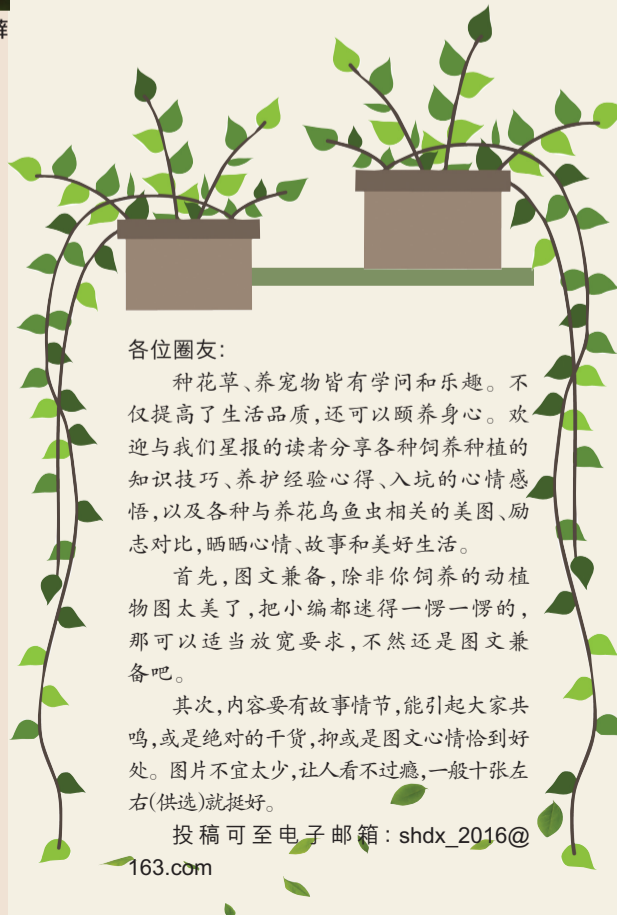 各位圈友:
种花草、养宠物皆有学问和乐趣。不
仅提高了生活品质,还可以颐养身心。欢
迎与我们星报的读者分享各种饲养种植的
知识技巧、养护经验心得、入坑的心情感
悟,以及各种与养花鸟鱼虫相关的美图、励
志对比,晒晒心情、故事和美好生活。
首先,图文兼备,除非你饲养的动植
物图太美了,把小编都迷得一愣一愣的,
那可以适当放宽要求,不然还是图文兼
备吧。
其次,内容要有故事情节,能引起大家共
鸣,或是绝对的干货,抑或是图文心情恰到好
处。图片不宜太少,让人看不过瘾,一般十张左
右(供选)就挺好。
投稿可至电子邮箱:shdx_2016@
163.com